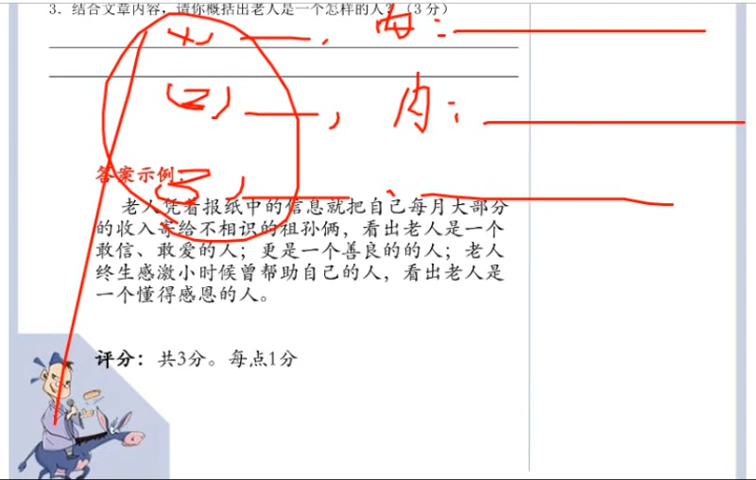 3. 结合文章内容，请你概括出老人是一个怎样的人？（3分）
答案示例：
老人凭着报纸中的信息就把自己每月大部分
的收入寄给不相识的祖孙俩，看出老人是一个
敢信、敢爱的人；更是一个善良的的人；老人
终生感激小时候曾帮助自己的人，看出老人是
一个懂得感恩的人。
评分：共3分。每点1分